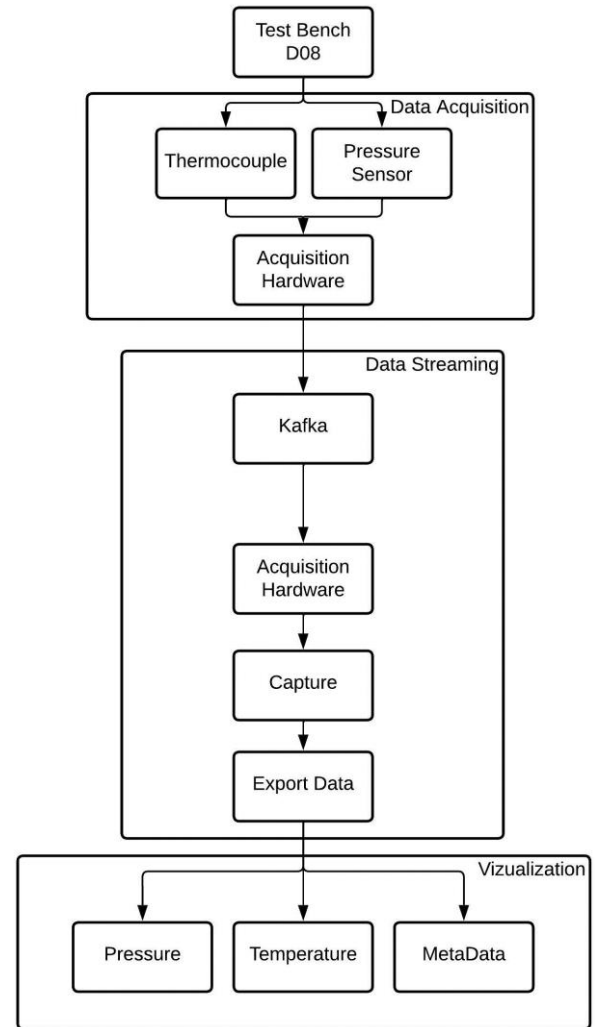 Test Bench
D08
Data Acquisition
Thermocouple
Pressure
Sensor
Acquisition
Hardware
Data Streaming
Kafka
Acquisition
Hardware
Capture
Export Data
Vizualization
Pressure
Temperature
MetaData